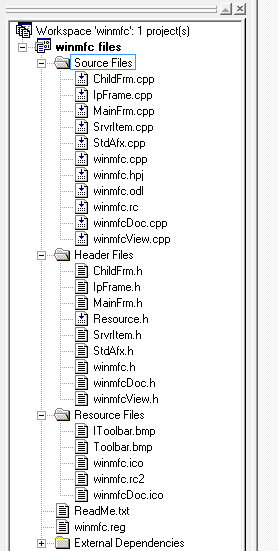 Workspace 'winmfc': 1 project(s)
winmfc files
Source Files
ChildFrm.cpp
IpFrame.cpp
MainFrm.cpp
SrvrItem.cpp
StdAfx.cpp
winmfc.cpp
winmfc.hpj
winmfc.odl
winmfc.rc
winmfcDoc.cpp
winmfcView.cpp
Header Files
ChildFrm.h
IpFrame.h
MainFrm.h
Resource.h
SrvrItem.h
StdAfx.h
winmfc.h
winmfcDoc.h
winmfcView.h
Resource Files
IToolbar.bmp
Toolbar.bmp
winmfc.ico
winmfc.rc2
winmfcDoc.ico
ReadMe.txt
winmfc.reg
External Dependencies